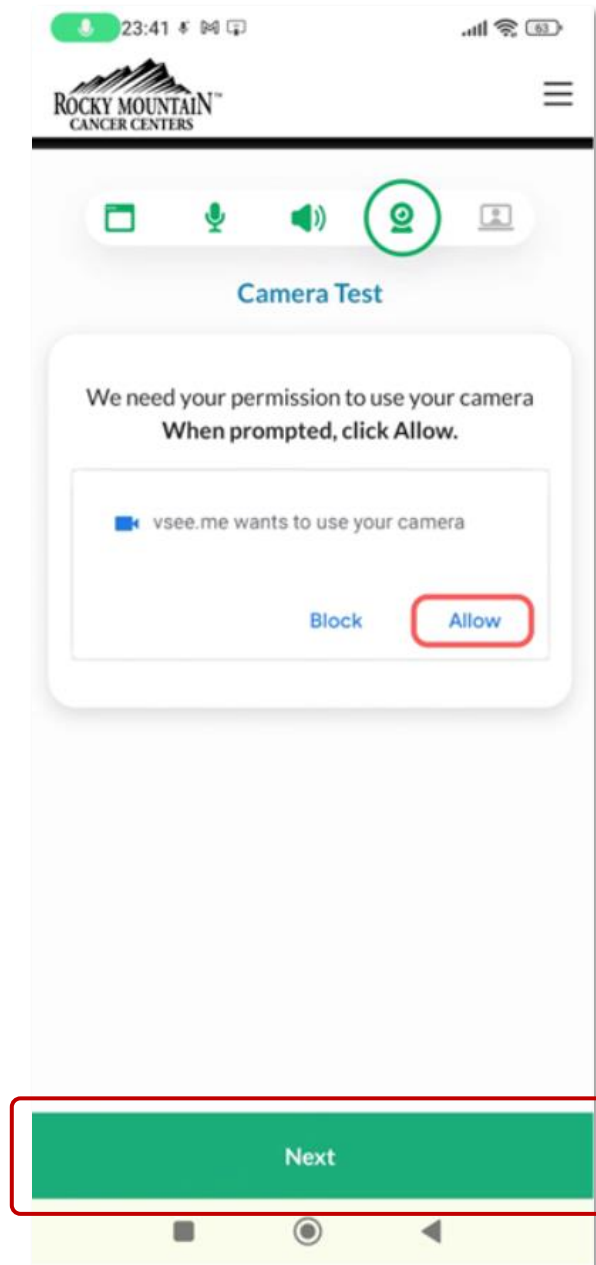 23:41
63
ROCKY MOUNTAIN™
CANCER CENTERS
Camera Test
We need your permission to use your camera
When prompted, click Allow.
vsee.me wants to use your camera
Block Allow
Next